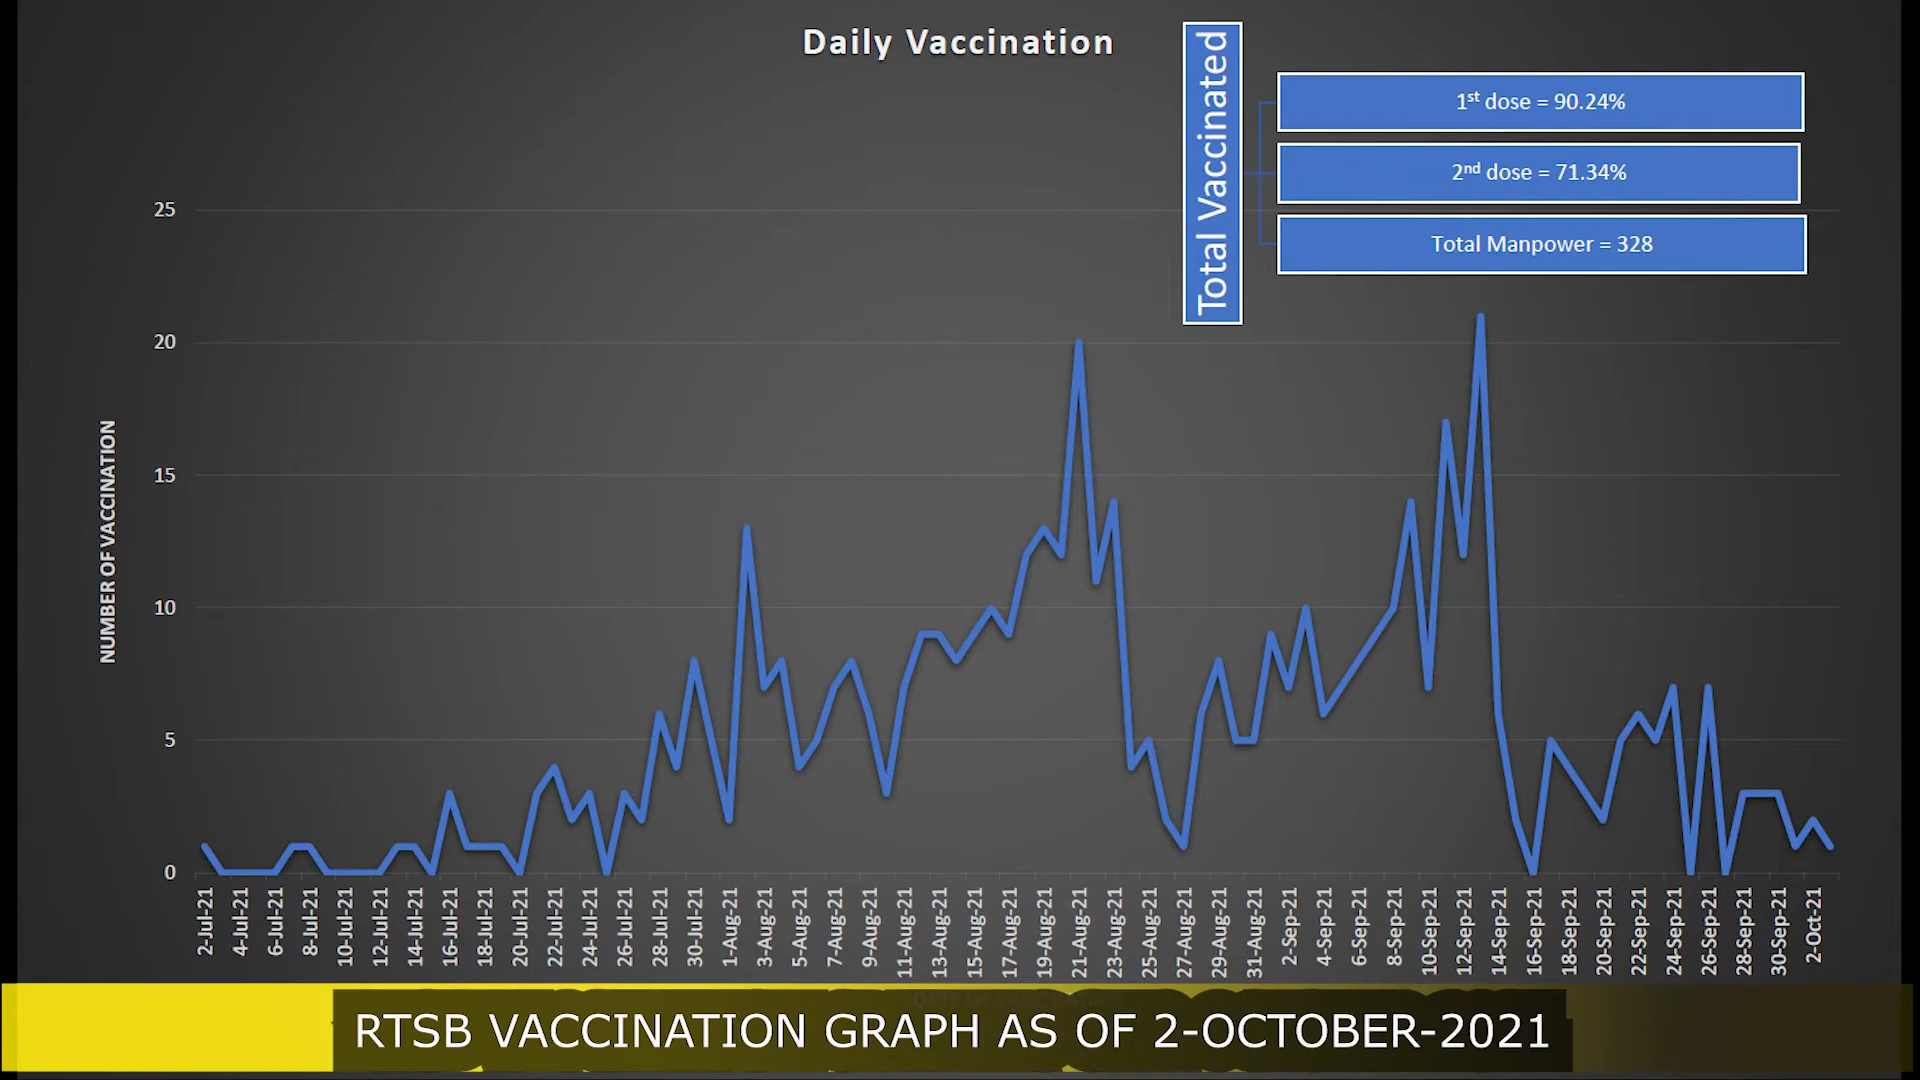 Daily Vaccination
Total Vaccinated
1st dose = 90.24%
2nd dose = 71.34%
Total Manpower = 328
NUMBER OF VACCINATION
25
20
15
10
5
0
2-Jul-21
4-Jul-21
6-Jul-21
8-Jul-21
10-Jul-21
12-Jul-21
14-Jul-21
16-Jul-21
18-Jul-21
20-Jul-21
22-Jul-21
24-Jul-21
26-Jul-21
28-Jul-21
30-Jul-21
1-Aug-21
3-Aug-21
5-Aug-21
7-Aug-21
9-Aug-21
11-Aug-21
13-Aug-21
15-Aug-21
17-Aug-21
19-Aug-21
21-Aug-21
23-Aug-21
25-Aug-21
27-Aug-21
29-Aug-21
31-Aug-21
2-Sep-21
4-Sep-21
6-Sep-21
8-Sep-21
10-Sep-21
12-Sep-21
14-Sep-21
16-Sep-21
18-Sep-21
20-Sep-21
22-Sep-21
24-Sep-21
26-Sep-21
28-Sep-21
30-Sep-21
2-Oct-21
RTSB VACCINATION GRAPH AS OF 2-OCTOBER-2021